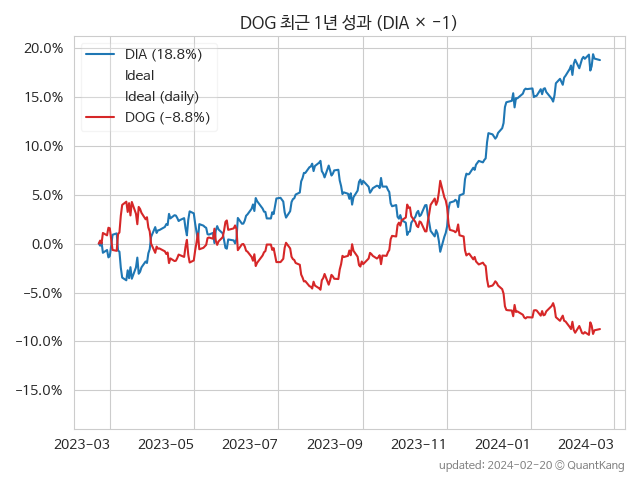 DOG 최근 1년 성과 (DIA × −1)
20.0%
15.0%
10.0%
5.0%
0.0%
−5.0%
−10.0%
−15.0%
DIA (18.8%)
Ideal
Ideal (daily)
DOG (−8.8%)
2023-03 2023-05 2023-07 2023-09 2023-11 2024-01 2024-03
updated: 2024-02-20 © QuantKang